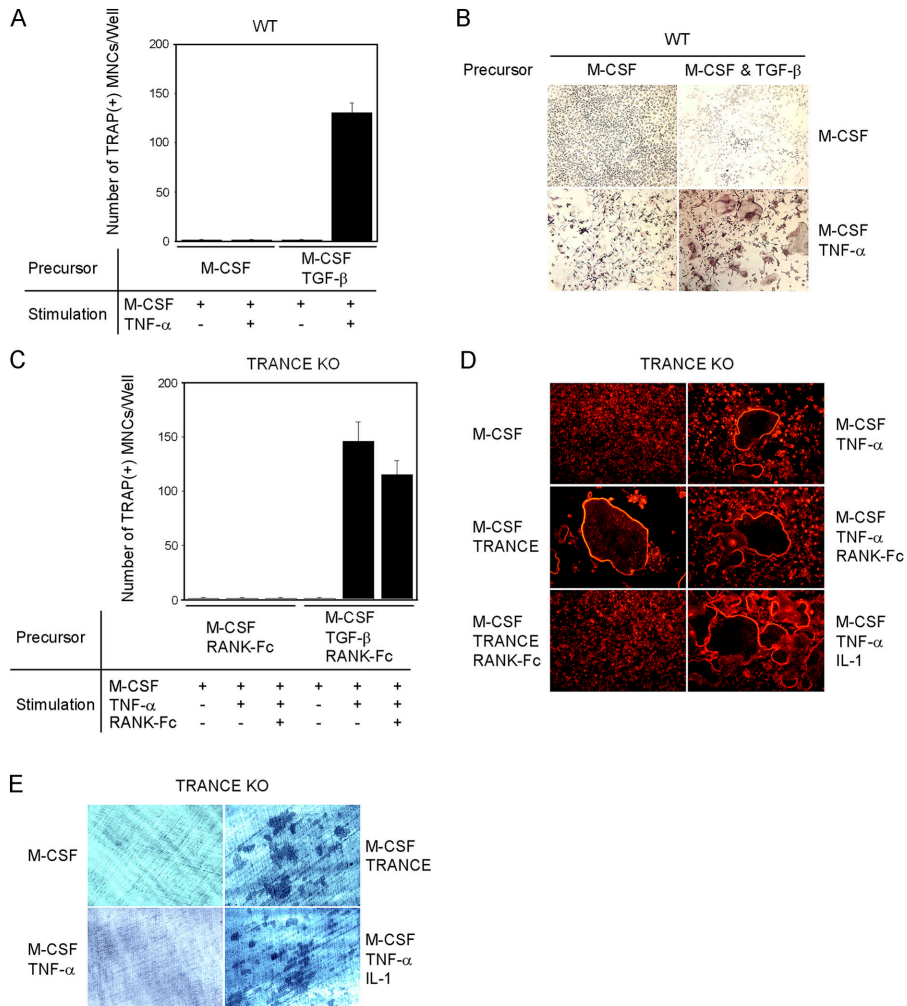 A
WT
Number of TRAP(+) MNCs/Well
200
150
100
50
0
Precursor
M-CSF
M-CSF
TGF-β
Stimulation
M-CSF + + + +
TNF-α - + - +
B
WT
Precursor M-CSF M-CSF & TGF-β
M-CSF
M-CSF
TNF-α
C
TRANCE KO
Number of TRAP(+) MNCs/Well
200
150
100
50
0
Precursor
M-CSF
RANK-Fc
M-CSF
TGF-β
RANK-Fc
Stimulation
M-CSF + + + + + +
TNF-α - + + - + +
RANK-Fc - - + - - +
D
TRANCE KO
M-CSF
M-CSF
TNF-α
M-CSF
TRANCE
M-CSF
TNF-α
RANK-Fc
M-CSF
TRANCE
RANK-Fc
M-CSF
TNF-α
IL-1
E
TRANCE KO
M-CSF
M-CSF
TRANCE
M-CSF
TNF-α
M-CSF
TNF-α
IL-1